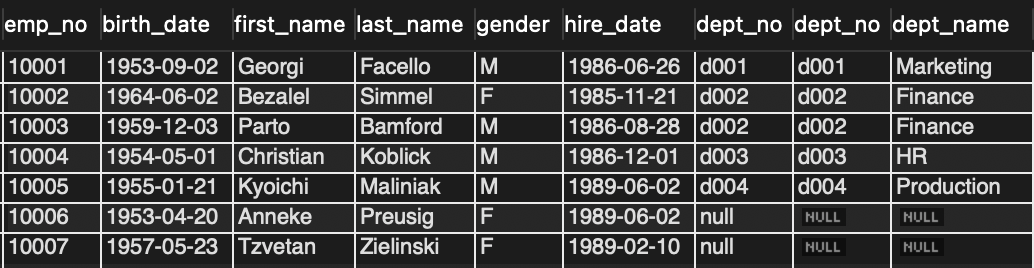 emp_no birth_date first_name last_name gender hire_date dept_no dept_no dept_name
10001 1953-09-02 Georgi Facello M 1986-06-26 d001 d001 Marketing
10002 1964-06-02 Bezalel Simmel F 1985-11-21 d002 d002 Finance
10003 1959-12-03 Parto Bamford M 1986-08-28 d002 d002 Finance
10004 1954-05-01 Christian Koblick M 1986-12-01 d003 d003 HR
10005 1955-01-21 Kyoichi Maliniak M 1989-06-02 d004 d004 Production
10006 1953-04-20 Anneke Preusig F 1989-06-02 null NULL NULL
10007 1957-05-23 Tzvetan Zielinski F 1989-02-10 null NULL NULL